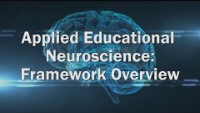 Applied Educational
Neuroscience:
Framework Overview